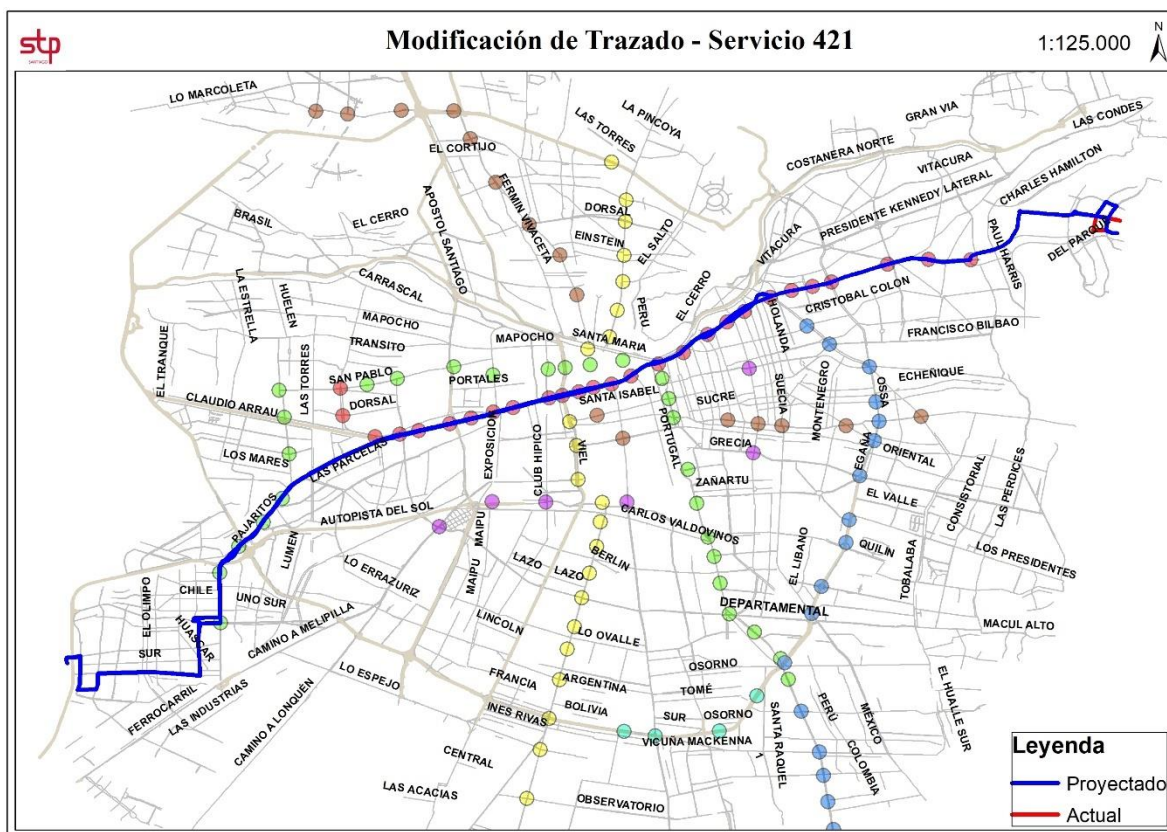 stp
SANTIAGO
Modificación de Trazado - Servicio 421
1:125.000
N
LO MARCOLETA
LA PINCOYA
LAS TORRES
GRAN VIA
LAS CONDES
EL CORTIJO
COSTANERA NORTE
VITACURA
CHARLES HAMILTON
PRESIDENTE KENNEDY LATERAL
FERMIN VIVACETA
DORSAL
EINSTEIN
EL SALTO
APOSTOL SANTIAGO
BRASIL
EL CERRO
VITACURA
PAUL HARRIS
DEL PARQUE
CARRASCAL
LA ESTRELLA
HUELEN
EL CERRO
PERU
CRISTOBAL COLON
HOLANDA
MAPOCHO
EL TRANQUE
TRANSITO
MAPOCHO
SANTA MARIA
FRANCISCO BILBAO
LAS TORRES
SAN PABLO
PORTALES
ECHEÑIQUE
OSSA
CLAUDIO ARRAU
DORSAL
SANTA ISABEL
SUCRE
SUECIA
MONTENEGRO
LOS MARES
LAS PARCELAS
EXPOSICION
CLUB HIPICO
VIEL
PORTUGAL
GRECIA
EGAÑA
ORIENTAL
ZAÑARTU
CONSISTORIAL
LAS PERDICES
PAJARITOS
AUTOPISTA DEL SOL
MAIPU
CARLOS VALDOVINOS
EL VALLE
LUMEN
LO ERRAZURIZ
LAZO
LAZO
BERLIN
EL LIBANO
QUILÍN
TOBALABA
LOS PRESIDENTES
EL OLIMPO
CHILE
UNO SUR
MAIPU
DEPARTAMENTAL
HUASCAR
CAMINO A MELIPILLA
LINCOLN
LO OVALLE
MACUL ALTO
SUR
LO ESPEJO
FRANCIA
ARGENTINA
OSORNO
FERROCARRIL
LAS INDUSTRIAS
CAMINO A LONQUÉN
INES RIVAS
BOLIVIA
TOMÉ
SUR
OSORNO
SANTA RAQUEL
PERÚ
MÉXICO
EL HUALLE SUR
VICUÑA MACKENNA
1
COLOMBIA
CENTRAL
LAS ACACIAS
OBSERVATORIO
Leyenda
Proyectado
Actual